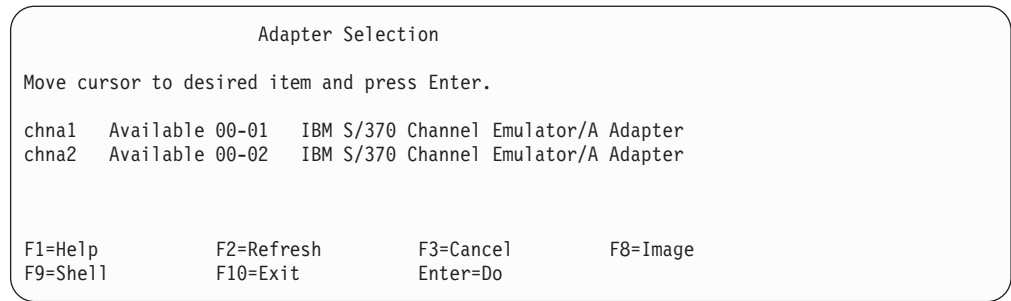 Adapter Selection
Move cursor to desired item and press Enter.
chna1 Available 00-01 IBM S/370 Channel Emulator/A Adapter
chna2 Available 00-02 IBM S/370 Channel Emulator/A Adapter
F1=Help F2=Refresh F3=Cancel F8=Image
F9=Shell F10=Exit Enter=Do